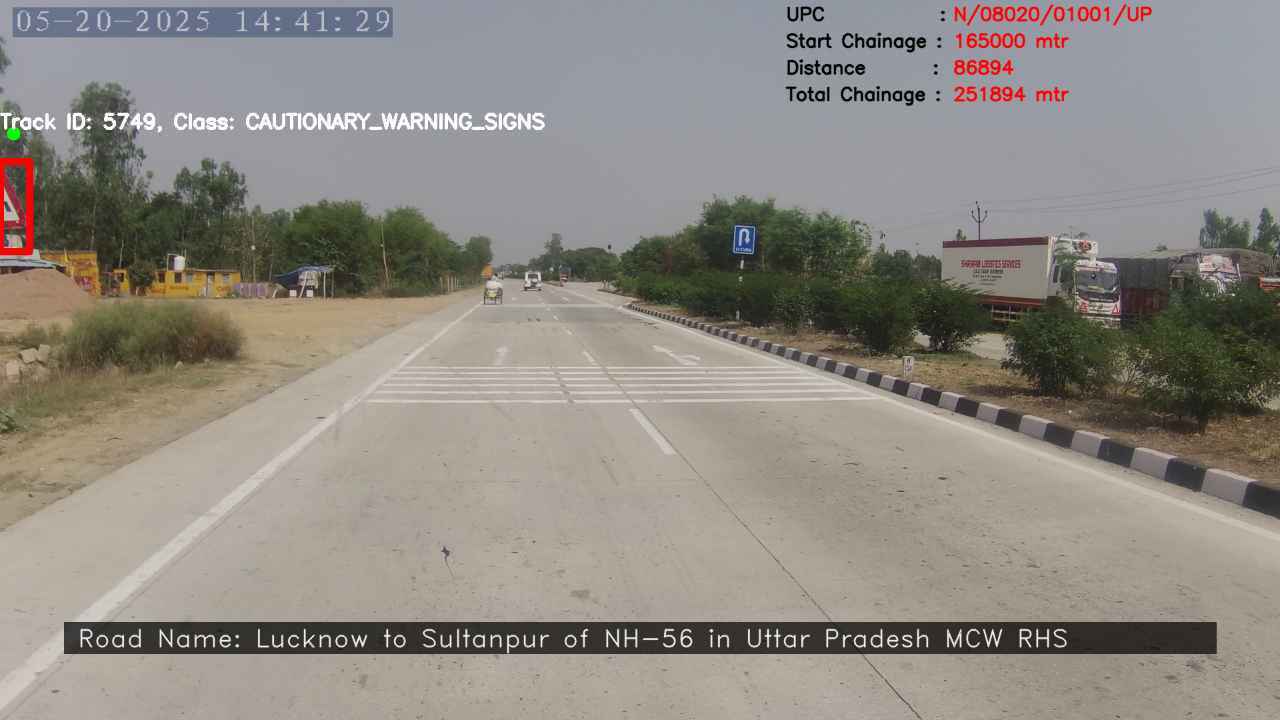 05-20-2025 14:41:29
UPC : N/08020/01001/UP
Start Chainage : 165000 mtr
Distance : 86894
Total Chainage : 251894 mtr
Track ID: 5749, Class: CAUTIONARY_WARNING_SIGNS
Road Name: Lucknow to Sultanpur of NH-56 in Uttar Pradesh MCW RHS